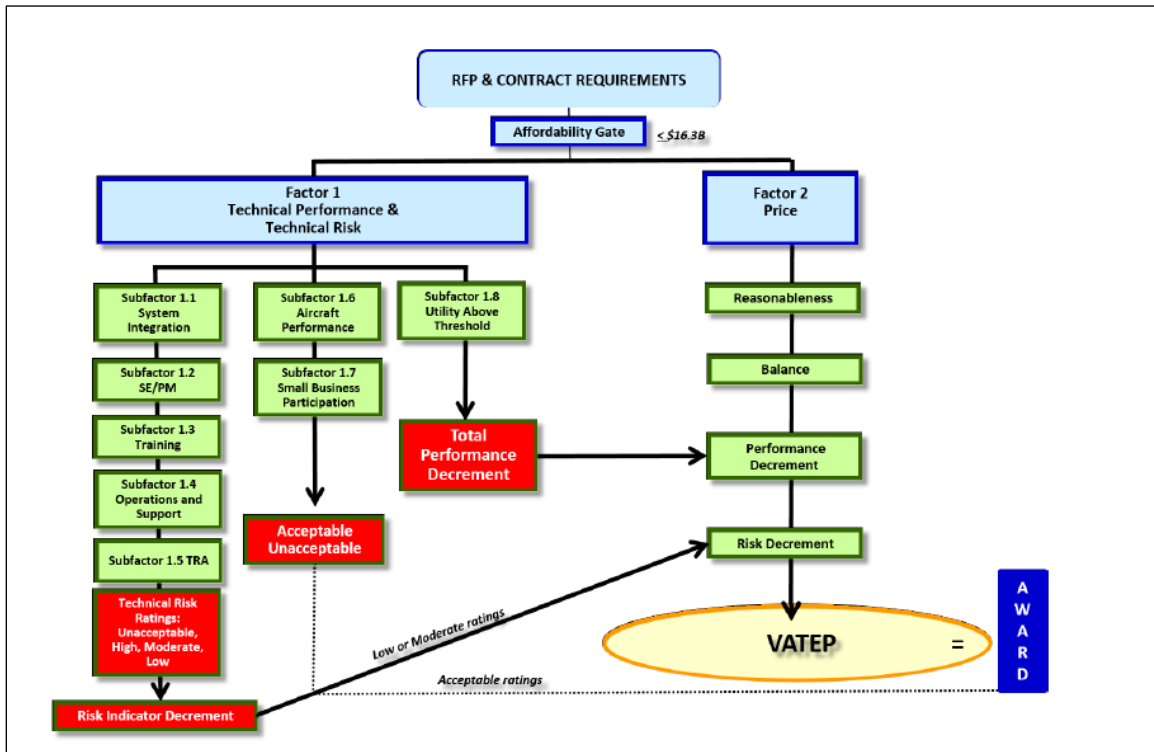 RFP & CONTRACT REQUIREMENTS
Affordability Gate
< $16.3B
Factor 1
Technical Performance &
Technical Risk
Factor 2
Price
Subfactor 1.1
System
Integration
Subfactor 1.2
SE/PM
Subfactor 1.3
Training
Subfactor 1.4
Operations and
Support
Subfactor 1.5 TRA
Technical Risk
Ratings:
Unacceptable,
High, Moderate,
Low
Risk Indicator Decrement
Subfactor 1.6
Aircraft
Performance
Subfactor 1.7
Small Business
Participation
Acceptable
Unacceptable
Subfactor 1.8
Utility Above
Threshold
Total
Performance
Decrement
Reasonableness
Balance
Performance
Decrement
Risk Decrement
Low or Moderate ratings
Acceptable ratings
VATEP =
A
W
A
R
D